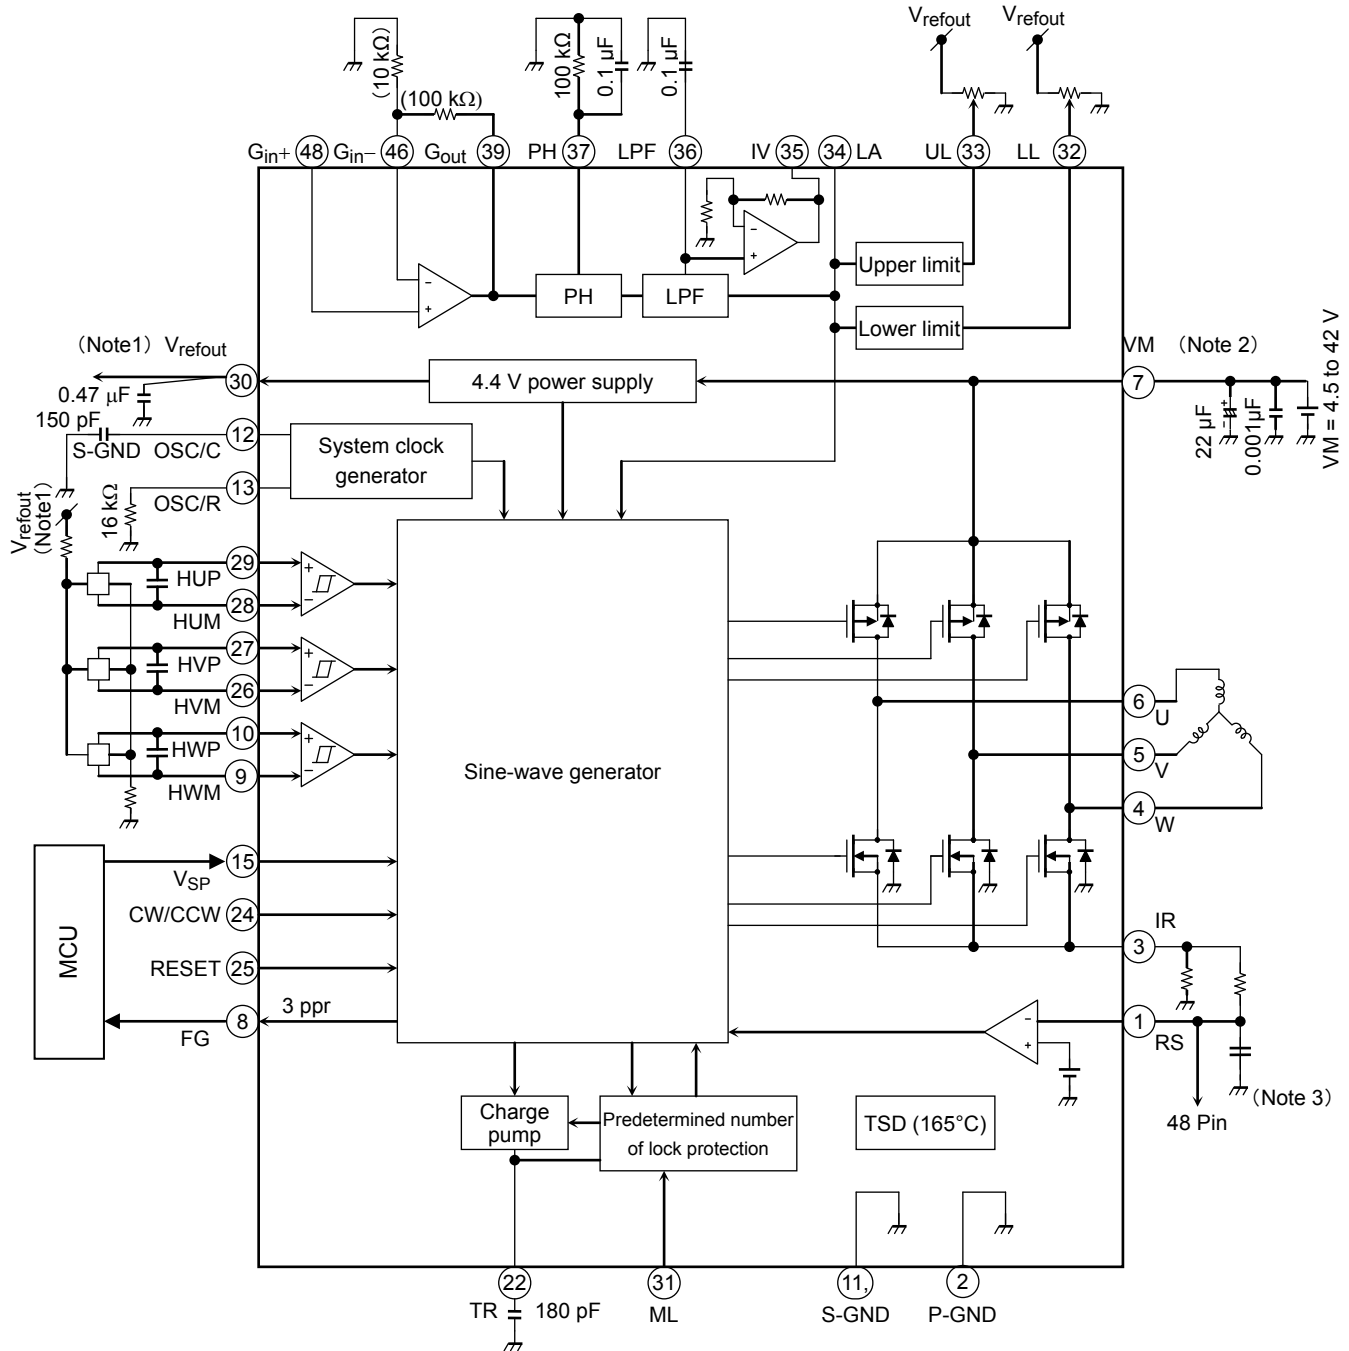 Vrefout
Vrefout
(10 kΩ)
(100 kΩ)
100 kΩ
0.1 µF
0.1 µF
Gin+ 48
Gin− 46
Gout 39
PH 37
LPF 36
IV 35
34 LA
UL 33
LL 32
Upper limit
PH
LPF
Lower limit
(Note1) Vrefout
30
4.4 V power supply
VM (Note 2)
7
0.47 µF
150 pF
S-GND
OSC/C
12
System clock
generator
22 µF
0.001µF
VM = 4.5 to 42 V
13
OSC/R
16 kΩ
Vrefout
(Note1)
29
HUP
28
HUM
27
HVP
26
HVM
10
HWP
9
HWM
Sine-wave generator
6
U
5
V
4
W
MCU
15
VSP
CW/CCW 24
RESET 25
3 ppr
8
FG
IR
3
1
RS
(Note 3)
48 Pin
Charge
pump
Predetermined number
of lock protection
TSD (165°C)
22
TR
180 pF
31
ML
11,
S-GND
2
P-GND